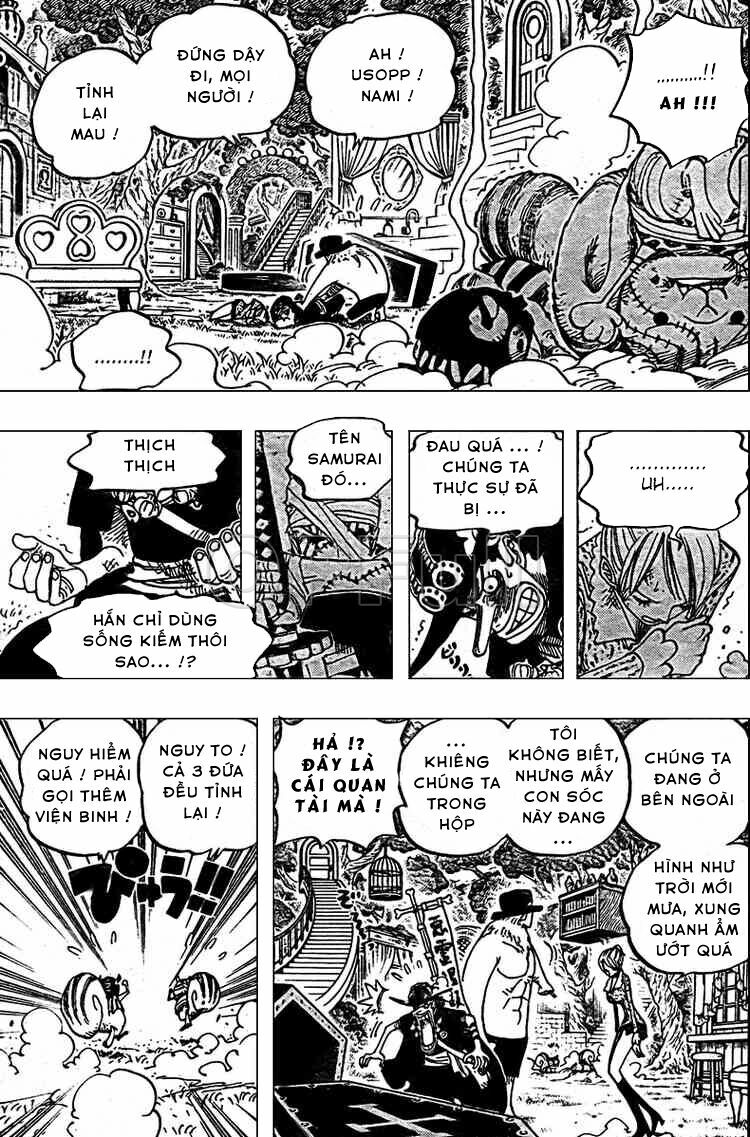 ...........!!
AH !!!
AH !
USOPP !
NAMI !
ĐỨNG DẬY
ĐI, MỌI
NGƯỜI !
TỈNH
LẠI
MAU !
.........!!
.............
UH.....
ĐAU QUÁ ... !
CHÚNG TA
THỰC SỰ ĐÃ
BỊ ...
TÊN
SAMURAI
ĐÓ...
THỊCH
THỊCH
HẮN CHỈ DÙNG
SỐNG KIẾM THÔI
SAO... !?
CHÚNG TA
ĐANG Ở
BÊN NGOÀI
HÌNH NHƯ
TRỜI MỚI
MƯA, XUNG
QUANH ẨM
ƯỚT QUÁ
TÔI
KHÔNG BIẾT,
NHƯNG MẤY
CON SÓC
NÀY ĐANG
...
...
KHIÊNG
CHÚNG TA
TRONG
HỘP
HẢ !?
ĐÂY LÀ
CÁI QUAN
TÀI MÀ !
NGUY TO !
CẢ 3 ĐỨA
ĐỀU TỈNH
LẠI !
NGUY HIỂM
QUÁ ! PHẢI
GỌI THÊM
VIỆN BINH !
ぴゅう!!